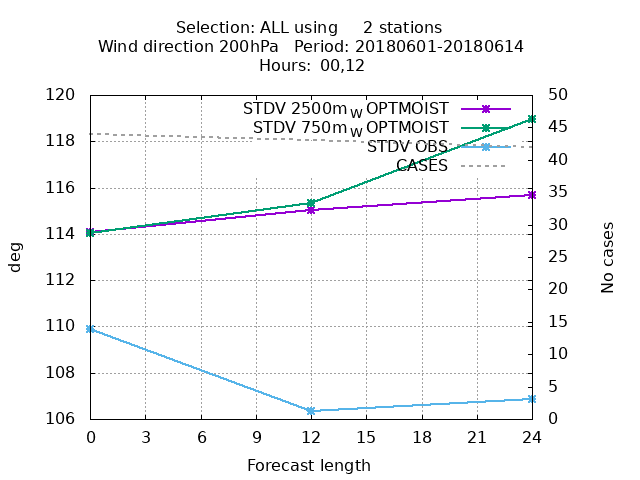 Selection: ALL using 2 stations
Wind direction 200hPa Period: 20180601-20180614
Hours: 00,12
STDV 2500m_W OPTMOIST
STDV 750m_W OPTMOIST
STDV OBS
CASES
120
118
116
114
112
110
108
106
deg
50
45
40
35
30
25
20
15
10
5
0
No cases
0 3 6 9 12 15 18 21 24
Forecast length